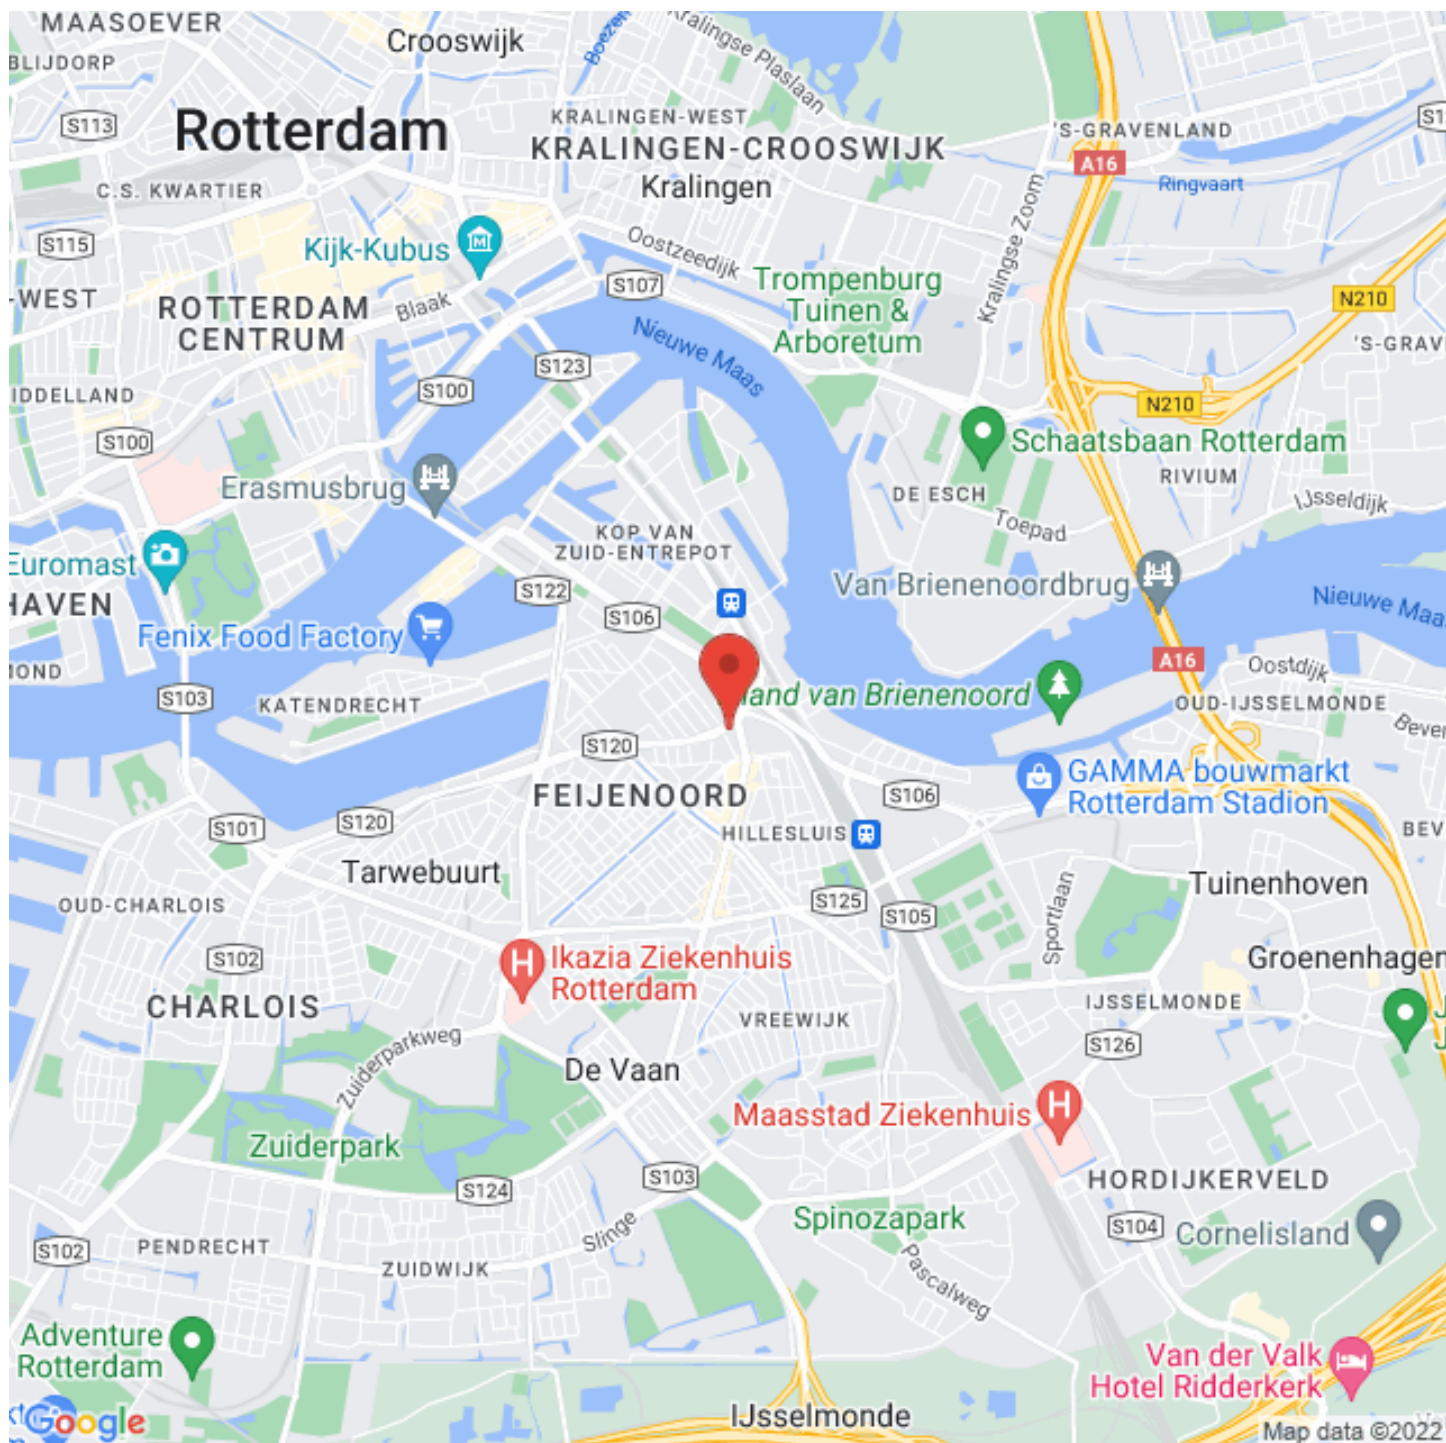 MAASOEVER
Crooswijk
Boezem
Kralingse Plaslaan
BLIJDORP
S113
Rotterdam
KRALINGEN-WEST
KRALINGEN-CROOSWIJK
Kralingen
'S-GRAVENLAND
A16
Ringvaart
C.S. KWARTIER
S115
Kijk-Kubus
Oostzeedijk
Kralingse Zoom
-WEST
ROTTERDAM
CENTRUM
Blaak
S107
Trompenburg
Tuinen &
Arboretum
N210
Nieuwe Maas
'S-GRAV
S123
S100
IDDELLAND
N210
S100
Schaatsbaan Rotterdam
Erasmusbrug
DE ESCH
RIVIUM
IJsseldijk
Toepad
KOP VAN
ZUID-ENTREPOT
Euromast
HAVEN
S122
Van Brienenoordbrug
Nieuwe Maa
S106
Fenix Food Factory
A16
Oostdijk
MOND
S103
KATENDRECHT
land van Brienenoord
OUD-IJSSELMONDE
Bever
S120
FEIJENOORD
GAMMA bouwmarkt
Rotterdam Stadion
S106
S101
S120
HILLESLUIS
BEV
Tarwebuurt
Tuinenhoven
OUD-CHARLOIS
S125
S105
Sportlaan
S102
Ikazia Ziekenhuis
Rotterdam
Groenenhagen
CHARLOIS
IJSSELMONDE
VREEWIJK
Zuiderparkweg
S126
De Vaan
Maasstad Ziekenhuis
Zuiderpark
S103
S124
HORDIJKERVELD
Spinozapark
S104
Cornelisland
Slinge
S102
PENDRECHT
ZUIDWIJK
Pascalweg
Adventure
Rotterdam
Van der Valk
Hotel Ridderkerk
Google
IJsselmonde
Map data ©2022